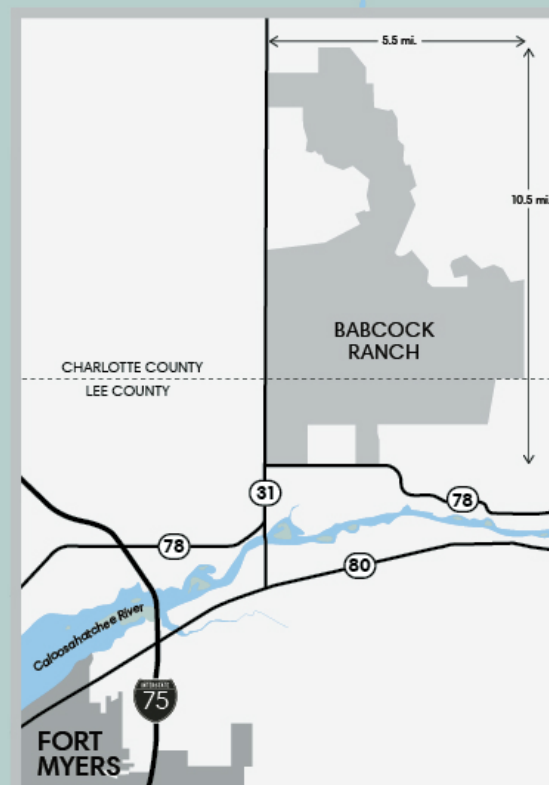 5.5 mi.
10.5 mi.
BABCOCK
RANCH
CHARLOTTE COUNTY
LEE COUNTY
31
78
78
80
Caloosahatchee River
INTERSTATE
75
FORT
MYERS